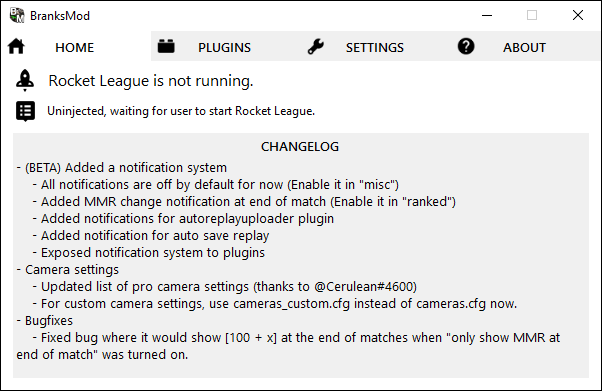 BranksMod
HOME
PLUGINS
SETTINGS
ABOUT
Rocket League is not running.
Uninjected, waiting for user to start Rocket League.
CHANGELOG
- (BETA) Added a notification system
- All notifications are off by default for now (Enable it in "misc")
- Added MMR change notification at end of match (Enable it in "ranked")
- Added notifications for autoreplayuploader plugin
- Added notification for auto save replay
- Exposed notification system to plugins
- Camera settings
- Updated list of pro camera settings (thanks to @Cerulean#4600)
- For custom camera settings, use cameras_custom.cfg instead of cameras.cfg now.
- Bugfixes
- Fixed bug where it would show [100 + x] at the end of matches when "only show MMR at
end of match" was turned on.